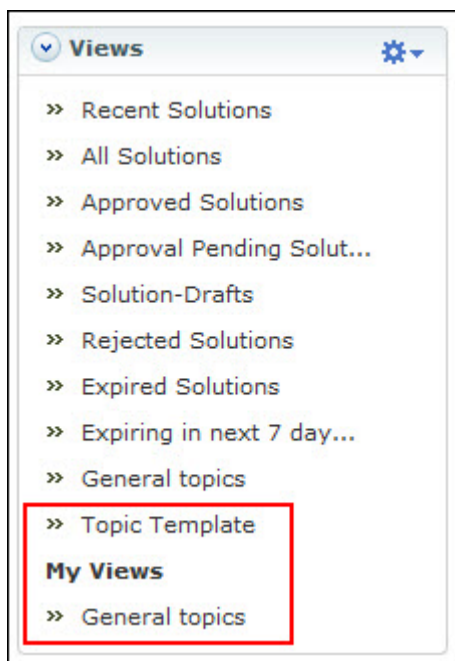 Views
» Recent Solutions
» All Solutions
» Approved Solutions
» Approval Pending Solut...
» Solution-Drafts
» Rejected Solutions
» Expired Solutions
» Expiring in next 7 day...
» General topics
» Topic Template
My Views
» General topics